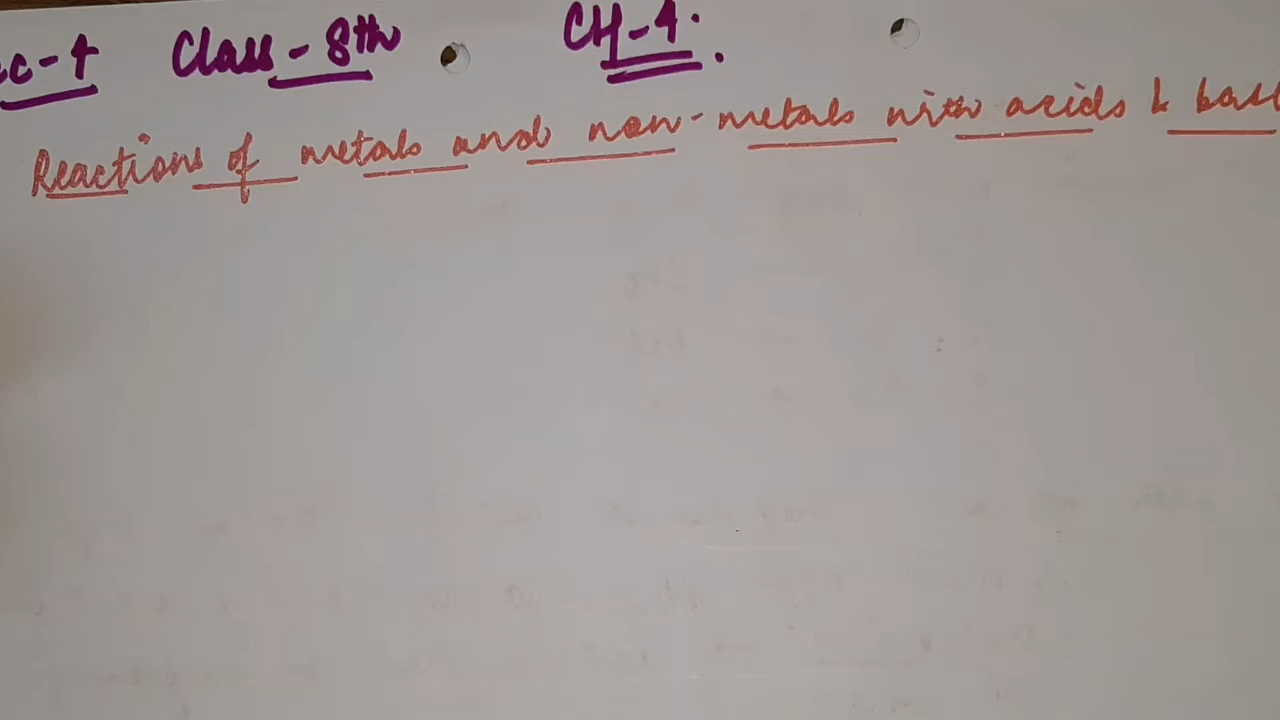 Class - 8th CH-4.
Reactions of metals and non-metals with acids &